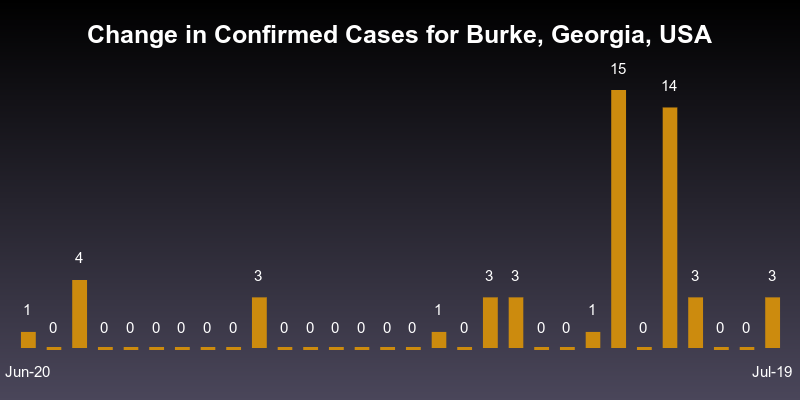 Change in Confirmed Cases for Burke, Georgia, USA
1 0 4 0 0 0 0 0 0 3 0 0 0 0 0 0 1 0 3 3 0 0 1 15 0 14 3 0 0 3
Jun-20 Jul-19